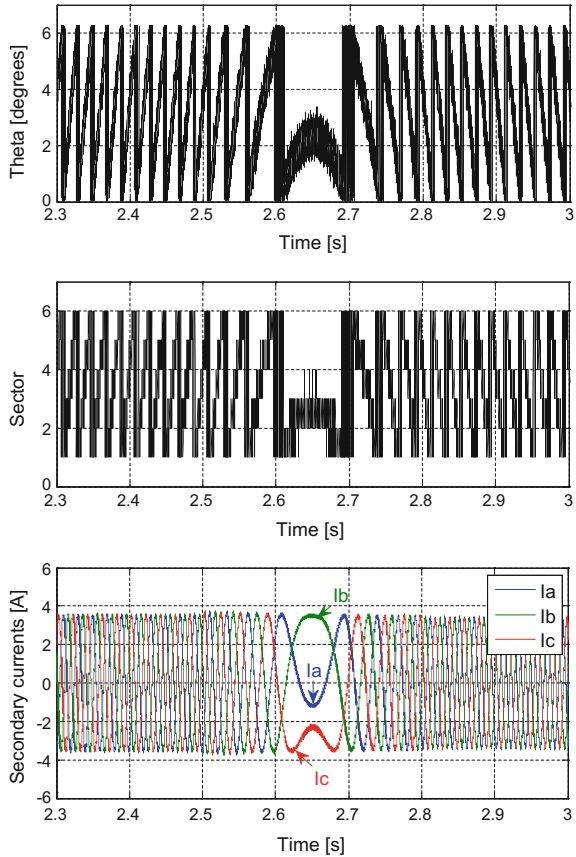 Theta [degrees]
6
4
2
0
2.3 2.4 2.5 2.6 2.7 2.8 2.9 3
Time [s]
Sector
6
4
2
0
2.3 2.4 2.5 2.6 2.7 2.8 2.9 3
Time [s]
Secondary currents [A]
6
4
2
0
-2
-4
-6
Ib
Ia
Ic
Ia
Ib
Ic
2.3 2.4 2.5 2.6 2.7 2.8 2.9 3
Time [s]